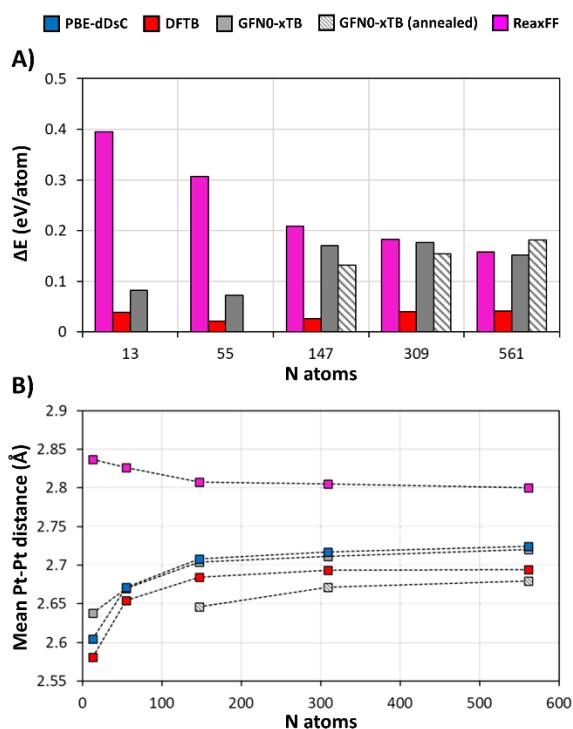 PBE-dDsC DFTB GFN0-xTB GFN0-xTB (annealed) ReaxFF
A)
0.5
0.4
0.3
0.2
0.1
0
ΔE (eV/atom)
13 55 147 309 561
N atoms
B)
2.9
2.85
2.8
2.75
2.7
2.65
2.6
2.55
Mean Pt-Pt distance (Å)
0 100 200 300 400 500 600
N atoms